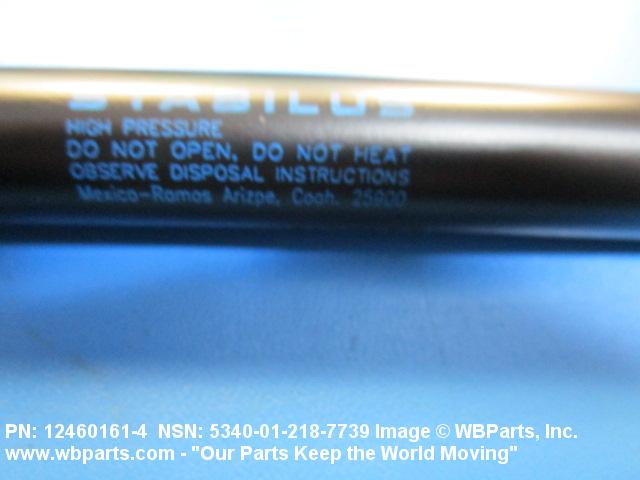 STABILUS
HIGH PRESSURE
DO NOT OPEN, DO NOT HEAT
OBSERVE DISPOSAL INSTRUCTIONS
Mexico-Ramos Arizpe, Coah. 25900
PN: 12460161-4 NSN: 5340-01-218-7739 Image © WBParts, Inc.
www.wbparts.com - "Our Parts Keep the World Moving"